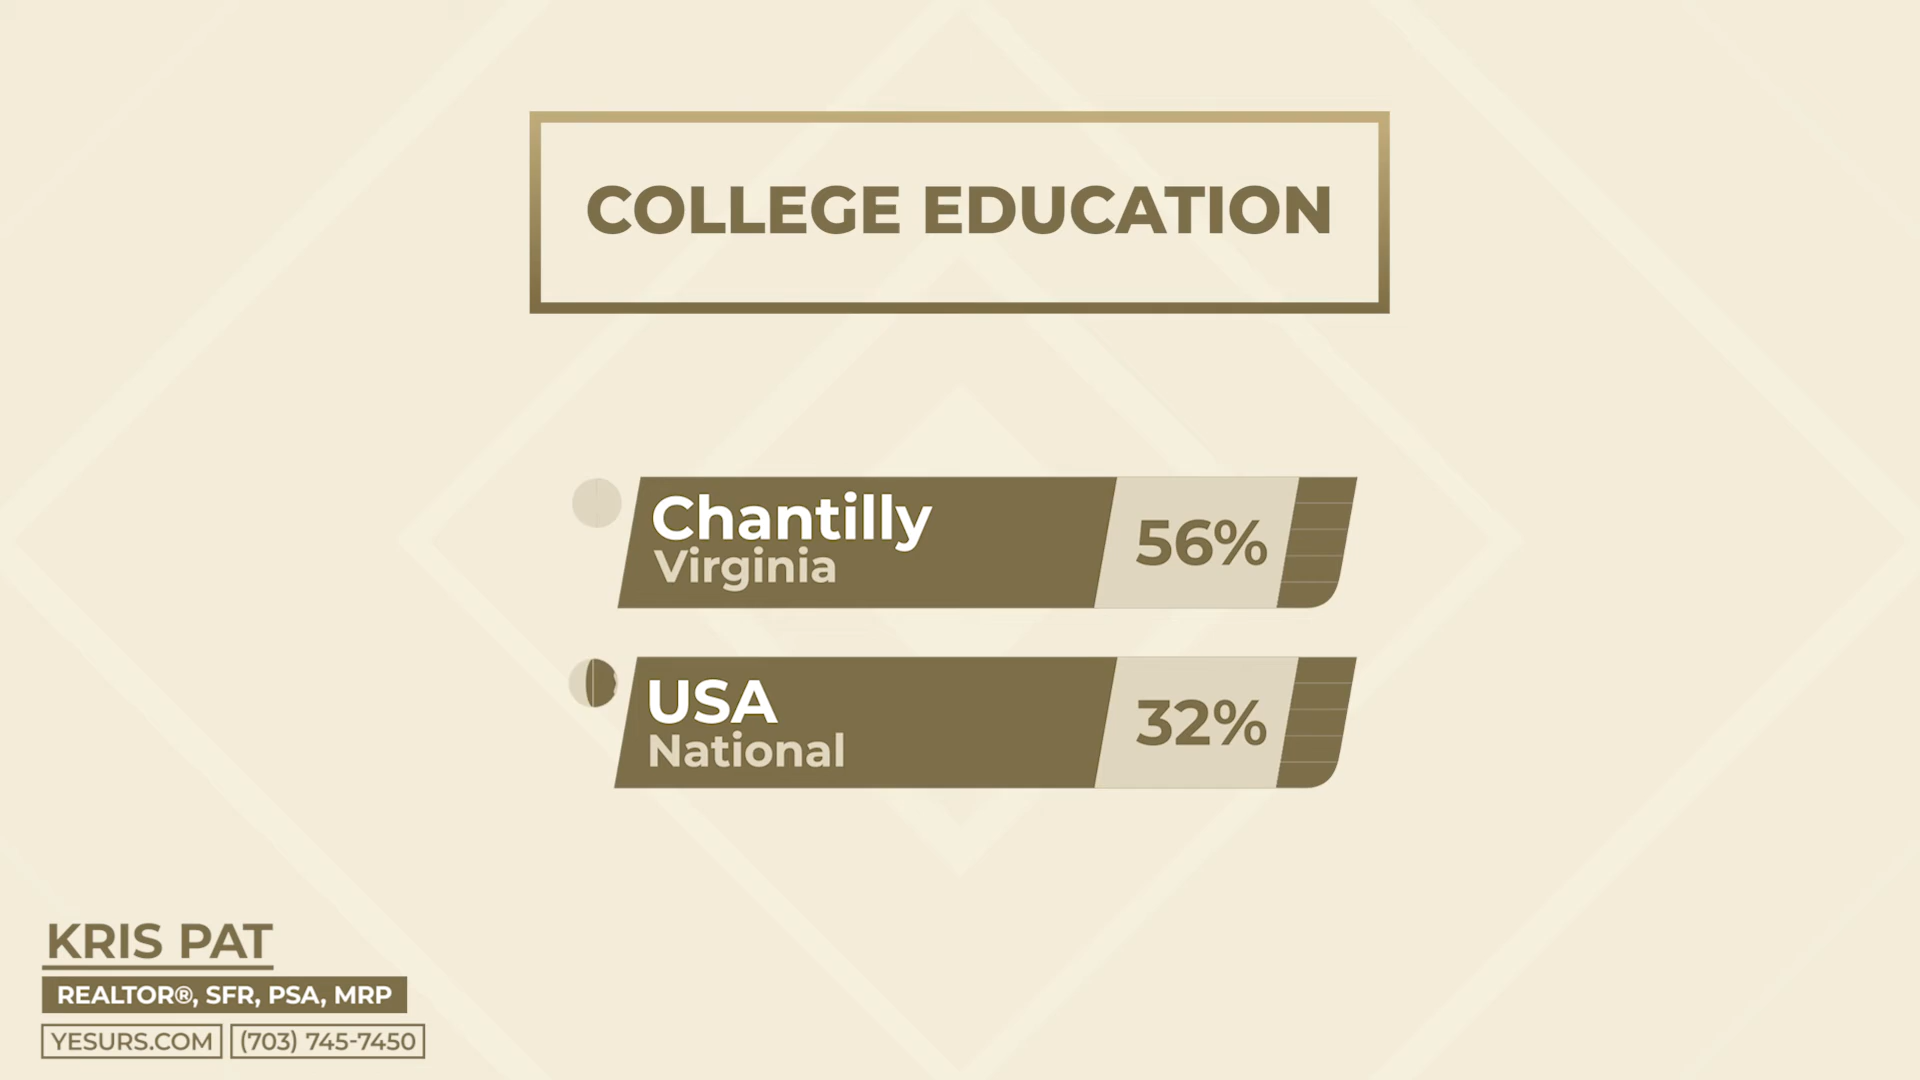 COLLEGE EDUCATION
Chantilly
Virginia
56%
USA
National
32%
KRIS PAT
REALTOR®, SFR, PSA, MRP
YESURS.COM
(703) 745-7450